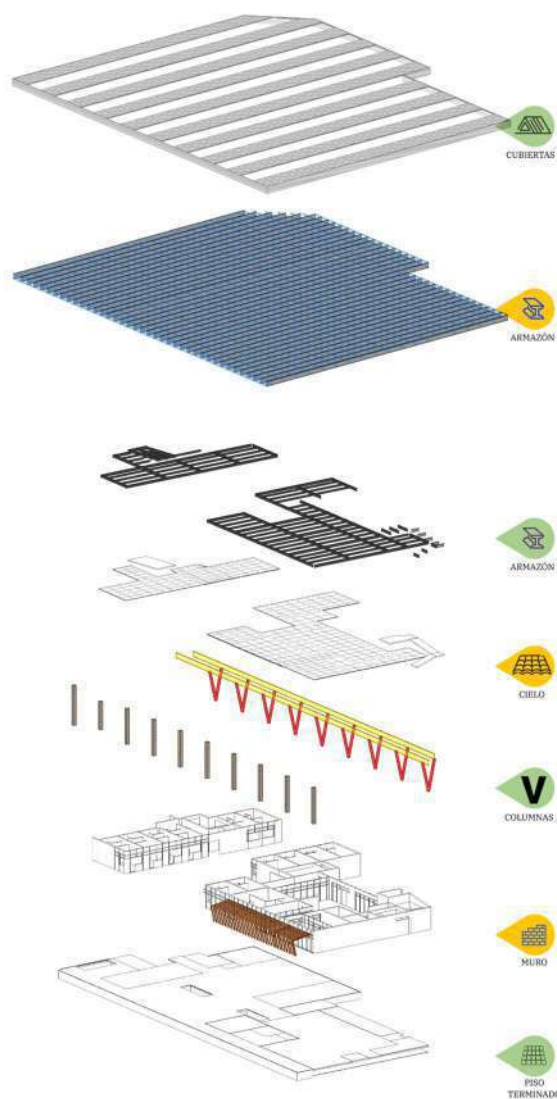 CUBIERTAS
ARMAZÓN
ARMAZÓN
CIELO
V
COLUMNAS
MURO
PISO
TERMINADO